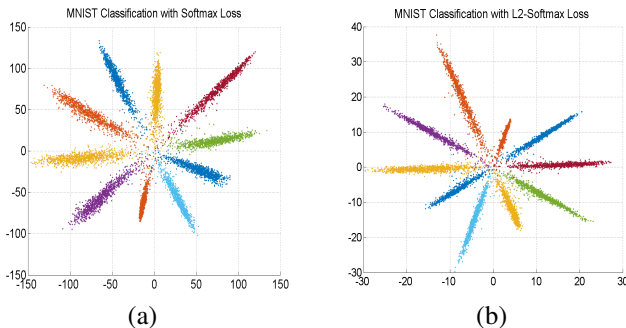 MNIST Classification with Softmax Loss
150
100
50
0
-50
-100
-150
-150 -100 -50 0 50 100 150
(a)
MNIST Classification with L2-Softmax Loss
40
30
20
10
0
-10
-20
-30
-30 -20 -10 0 10 20 30
(b)